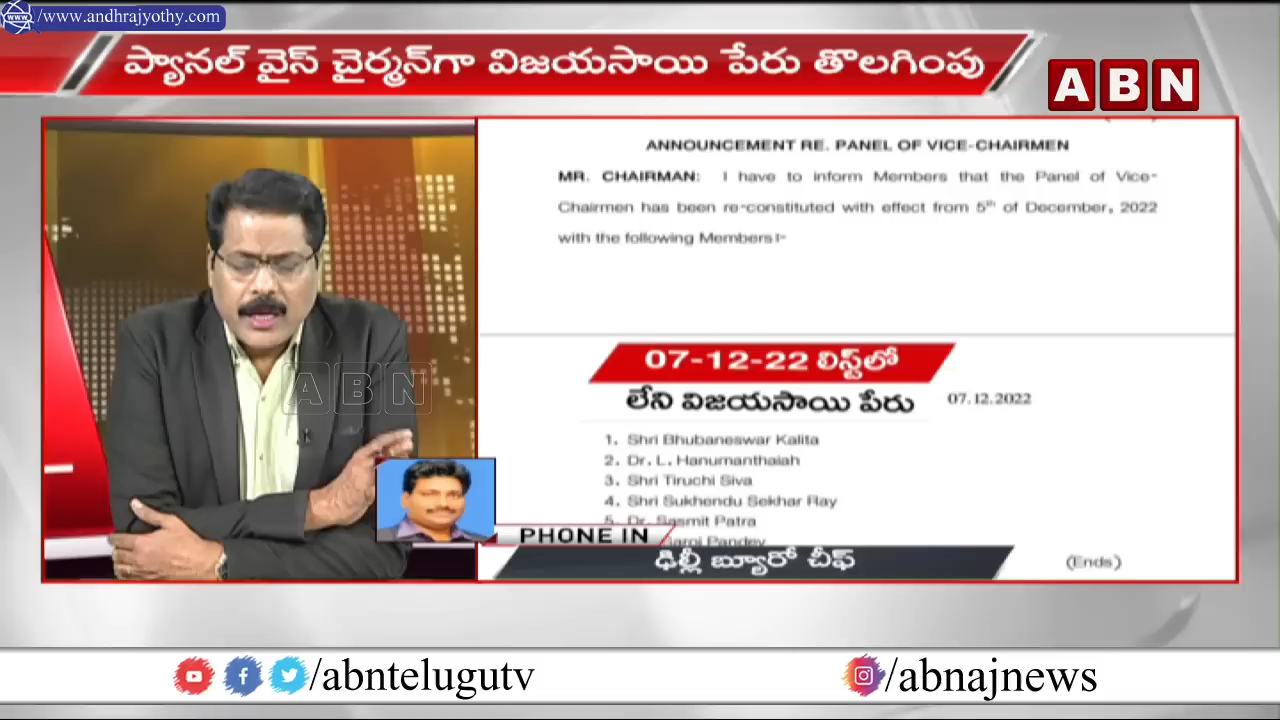 /www.andhrajyothy.com
ప్యానల్ వైస్ చైర్మన్‌గా విజయసాయి పేరు తొలగింపు
ABN
ANNOUNCEMENT RE. PANEL OF VICE-CHAIRMEN
MR. CHAIRMAN: I have to inform Members that the Panel of Vice-
Chairmen has been re-constituted with effect from 5th of December, 2022
with the following Members:-
07-12-22 లిస్ట్‌లో
లేని విజయసాయి పేరు
07.12.2022
1. Shri Bhubaneswar Kalita
2. Dr. L. Hanumanthaiah
3. Shri Tiruchi Siva
4. Shri Sukhendu Sekhar Ray
5. Dr. Sasmit Patra
Pandey
(Ends)
ABN
PHONE IN
ఢిల్లీ బ్యూరో చీఫ్
/abntelugutv
/abnajnews